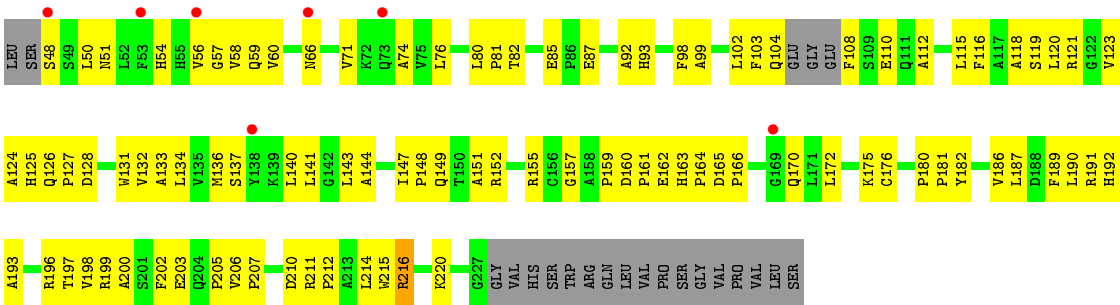 LEU SER S48 S49 L50 N51 L52 F53 H54 H55 V56 G57 V58 Q59 V60 N66 V71 K72 Q73 A74 V75 L76 L80 P81 T82 E85 P86 E87 A92 H93 F98 A99 L102 F103 Q104 GLU GLY GLU F108 S109 E110 Q111 A112 L115 F116 A117 A118 S119 L120 R121 G122 V123
A124 H125 Q126 P127 D128 W131 V132 A133 L134 V135 M136 S137 Y138 K139 L140 L141 G142 L143 A144 I147 P148 Q149 T150 A151 R152 R155 C156 G157 A158 P159 D160 P161 E162 H163 P164 D165 P166 G169 Q170 L171 L172 K175 C176 P180 P181 Y182 V186 L187 D188 F189 L190 R191 H192
A193 R196 T197 V198 R199 A200 S201 F202 E203 Q204 P205 V206 P207 D210 R211 P212 A213 L214 W215 R216 K220 G227 GLY VAL HIS SER TRP ARG GLN LEU VAL PRO SER GLY VAL PRO VAL LEU SER